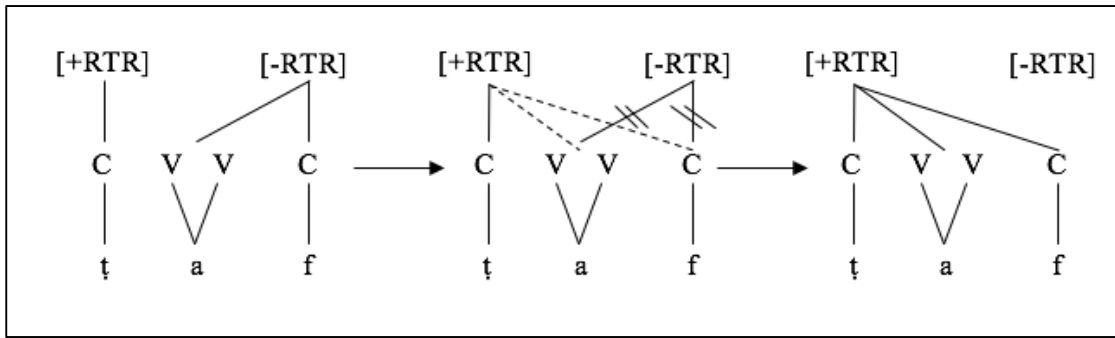 [+RTR] [-RTR] [+RTR] [-RTR] [+RTR] [-RTR]
C V V C C V V C C V V C
ṭ a f ṭ a f ṭ a f